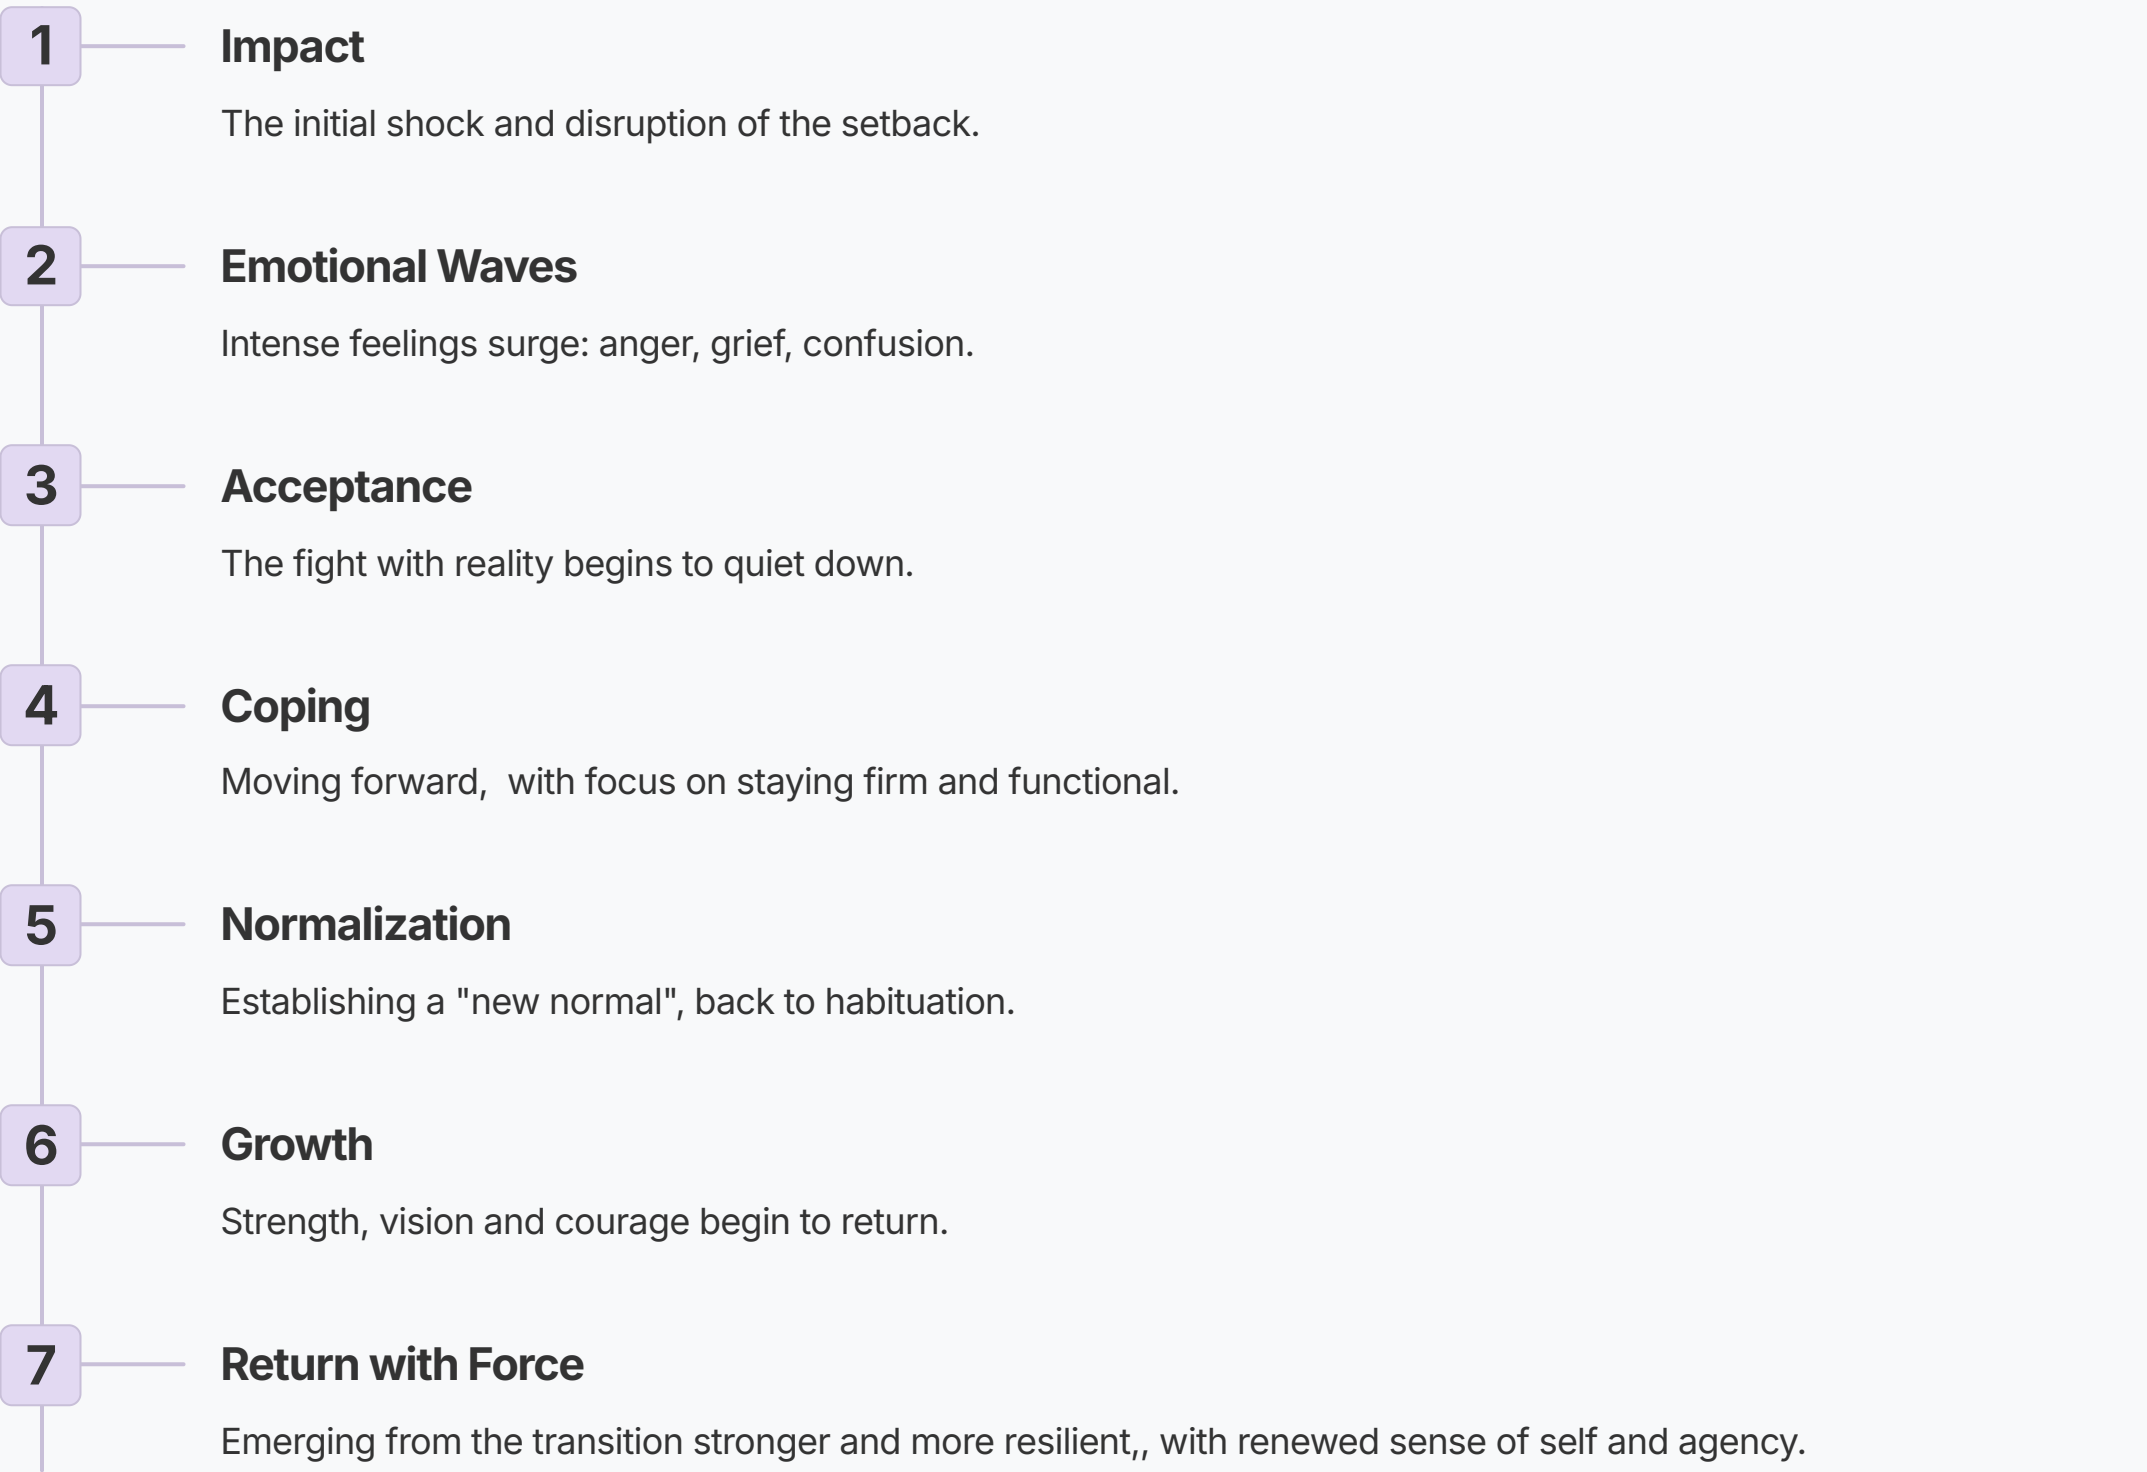 1
Impact
The initial shock and disruption of the setback.
2
Emotional Waves
Intense feelings surge: anger, grief, confusion.
3
Acceptance
The fight with reality begins to quiet down.
4
Coping
Moving forward,  with focus on staying firm and functional.
5
Normalization
Establishing a "new normal", back to habituation.
6
Growth
Strength, vision and courage begin to return.
7
Return with Force
Emerging from the transition stronger and more resilient,, with renewed sense of self and agency.